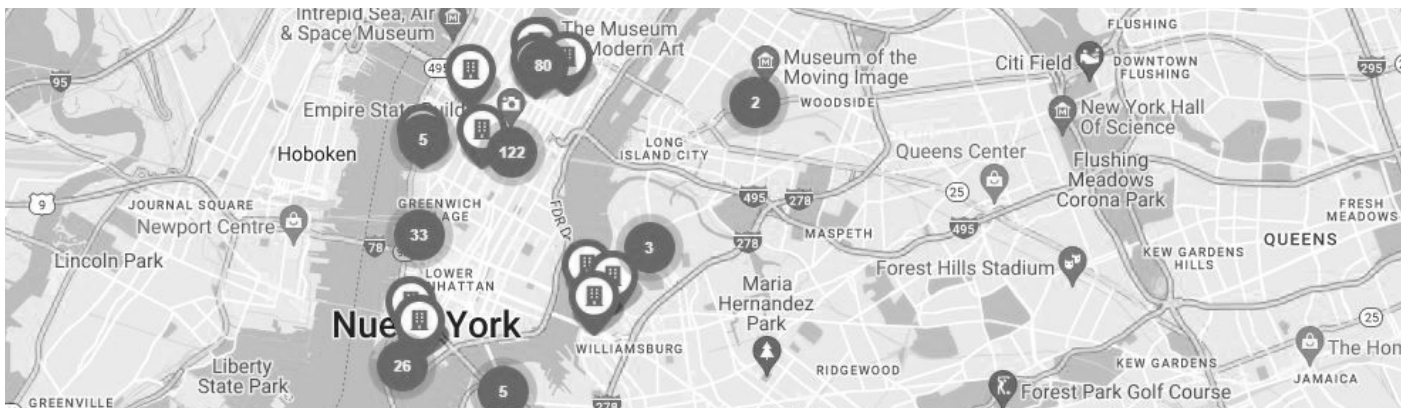 Intrepid Sea, Air
& Space Museum
The Museum
Modern Art
FLUSHING
Citi Field
DOWNTOWN
FLUSHING
95
495
80
295
Museum of the
Moving Image
2
WOODSIDE
New York Hall
Of Science
Empire State
5
122
Hoboken
LONG
ISLAND CITY
Queens Center
Flushing
Meadows
Corona Park
25
9
JOURNAL SQUARE
Newport Centre
GREENWICH
495
278
FRESH
MEADOWS
33
78
FDR D
3
278
MASPETH
495
KEW GARDENS
HILLS
QUEENS
Lincoln Park
LOWER
Forest Hills Stadium
Maria
Hernandez
Park
York
25
WILLIAMSBURG
The Hon
Liberty
State Park
26
RIDGEWOOD
KEW GARDENS
JAMAICA
5
278
Forest Park Golf Course
GREENVILLE